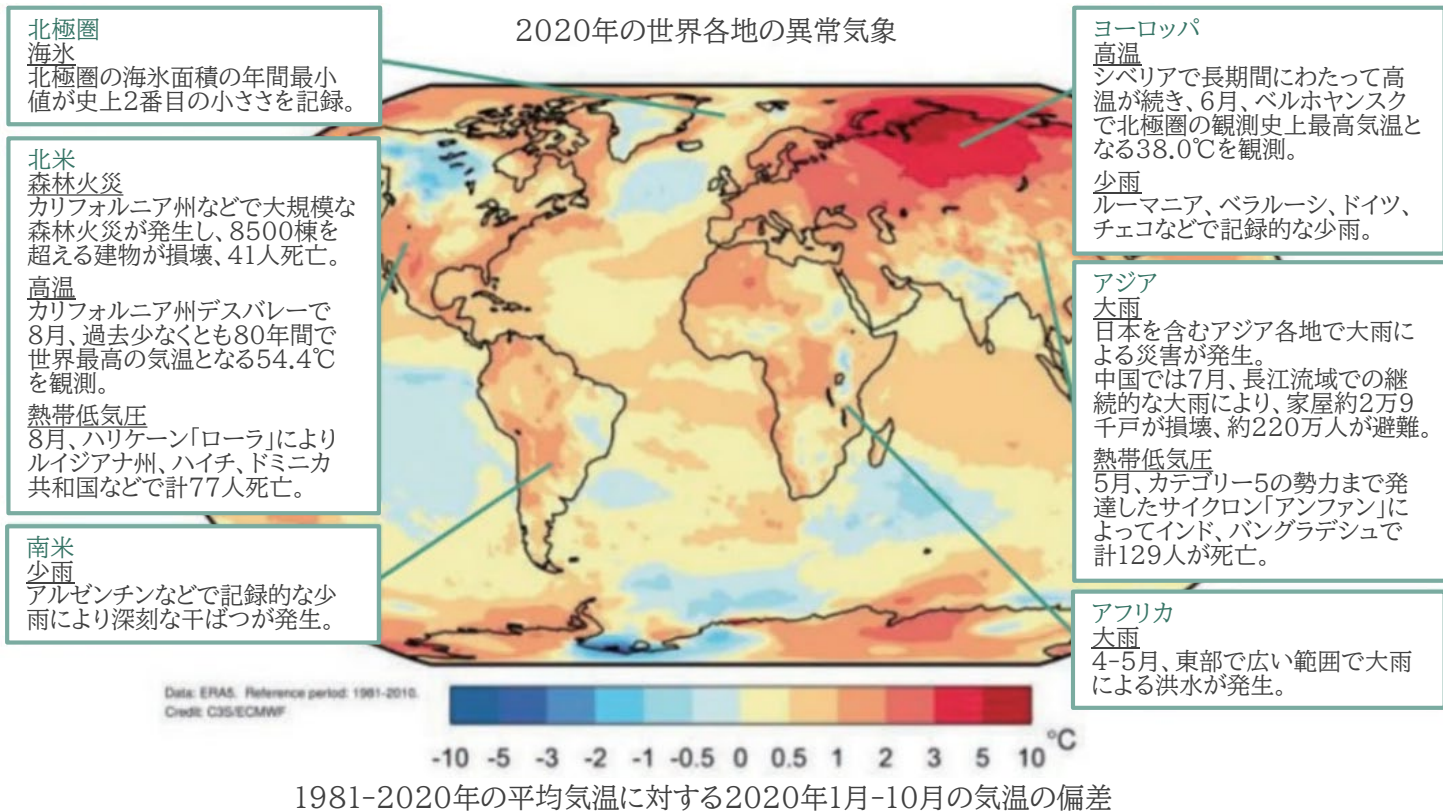 2020年の世界各地の異常気象
北極圏
海氷
北極圏の海氷面積の年間最小
値が史上2番目の小ささを記録。
北米
森林火災
カリフォルニア州などで大規模な
森林火災が発生し、8500棟を
超える建物が損壊、41人死亡。
高温
カリフォルニア州デスバレーで
8月、過去少なくとも80年間で
世界最高の気温となる54.4℃
を観測。
熱帯低気圧
8月、ハリケーン「ローラ」により
ルイジアナ州、ハイチ、ドミニカ
共和国などで計77人死亡。
南米
少雨
アルゼンチンなどで記録的な少
雨により深刻な干ばつが発生。
ヨーロッパ
高温
シベリアで長期間にわたって高
温が続き、6月、ベルホヤンスク
で北極圏の観測史上最高気温と
なる38.0℃を観測。
少雨
ルーマニア、ベラルーシ、ドイツ、
チェコなどで記録的な少雨。
アジア
大雨
日本を含むアジア各地で大雨に
よる災害が発生。
中国では7月、長江流域での継
続的な大雨により、家屋約2万9
千戸が損壊、約220万人が避難。
熱帯低気圧
5月、カテゴリー5の勢力まで発
達したサイクロン「アンファン」に
よってインド、バングラデシュで
計129人が死亡。
アフリカ
大雨
4-5月、東部で広い範囲で大雨
による洪水が発生。
Data: ERA5. Reference period: 1981-2010.
Credit: C3S/ECMWF
-10 -5 -3 -2 -1 -0.5 0 0.5 1 2 3 5 10 °C
1981-2020年の平均気温に対する2020年1月-10月の気温の偏差